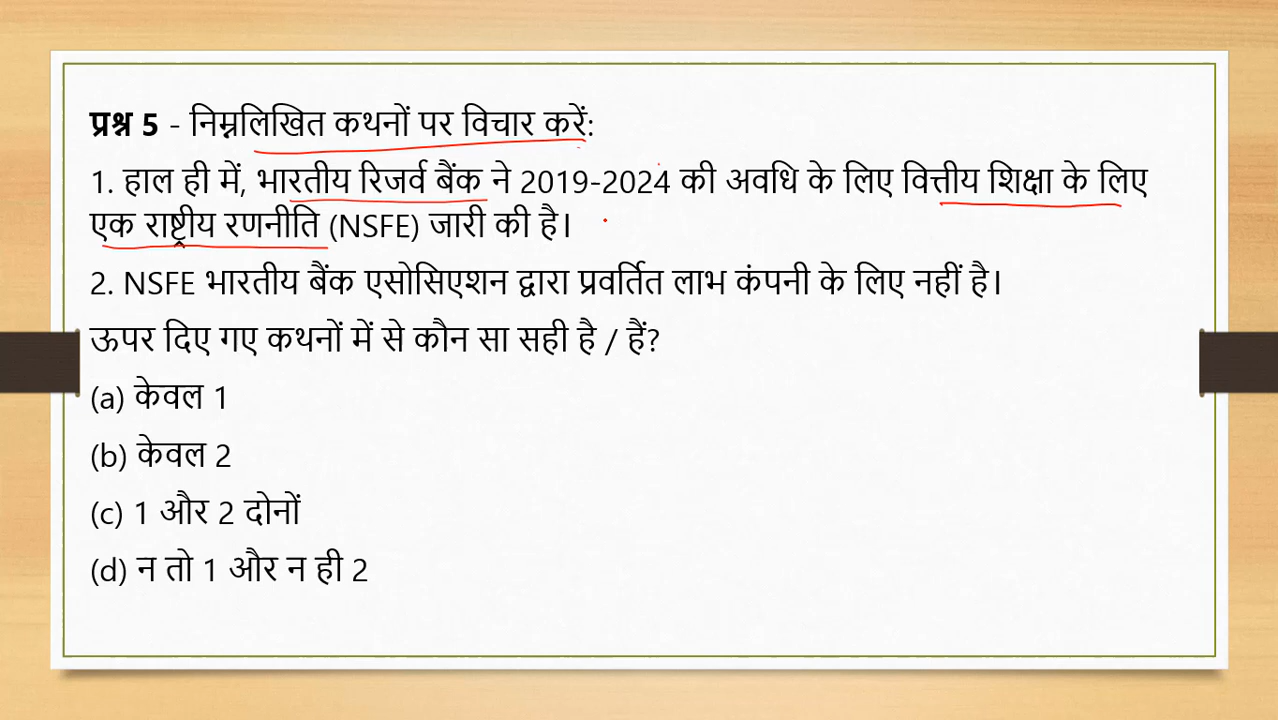 प्रश्न 5 - निम्नलिखित कथनों पर विचार करें:
1. हाल ही में, भारतीय रिजर्व बैंक ने 2019-2024 की अवधि के लिए वित्तीय शिक्षा के लिए
एक राष्ट्रीय रणनीति (NSFE) जारी की है।
2. NSFE भारतीय बैंक एसोसिएशन द्वारा प्रवर्तित लाभ कंपनी के लिए नहीं है।
ऊपर दिए गए कथनों में से कौन सा सही है / हैं?
(a) केवल 1
(b) केवल 2
(c) 1 और 2 दोनों
(d) न तो 1 और न ही 2